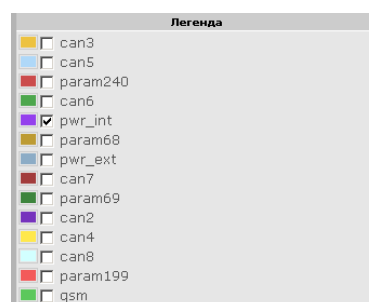 Легенда
can3
can5
param240
can6
pwr_int
param68
pwr_ext
can7
param69
can2
can4
can8
param199
gsm